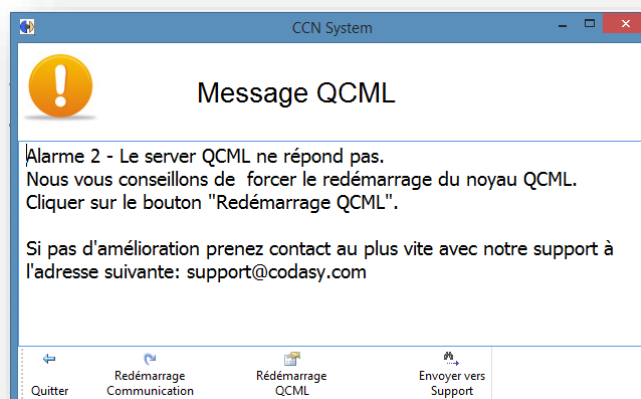 CCN System
Message QCML
Alarme 2 - Le server QCML ne répond pas.
Nous vous conseillons de  forcer le redémarrage du noyau QCML.
Cliquer sur le bouton "Redémarrage QCML".
Si pas d'amélioration prenez contact au plus vite avec notre support à
l'adresse suivante: support@codasy.com
Quitter
Redémarrage
Communication
Rédémarrage
QCML
Envoyer vers
Support